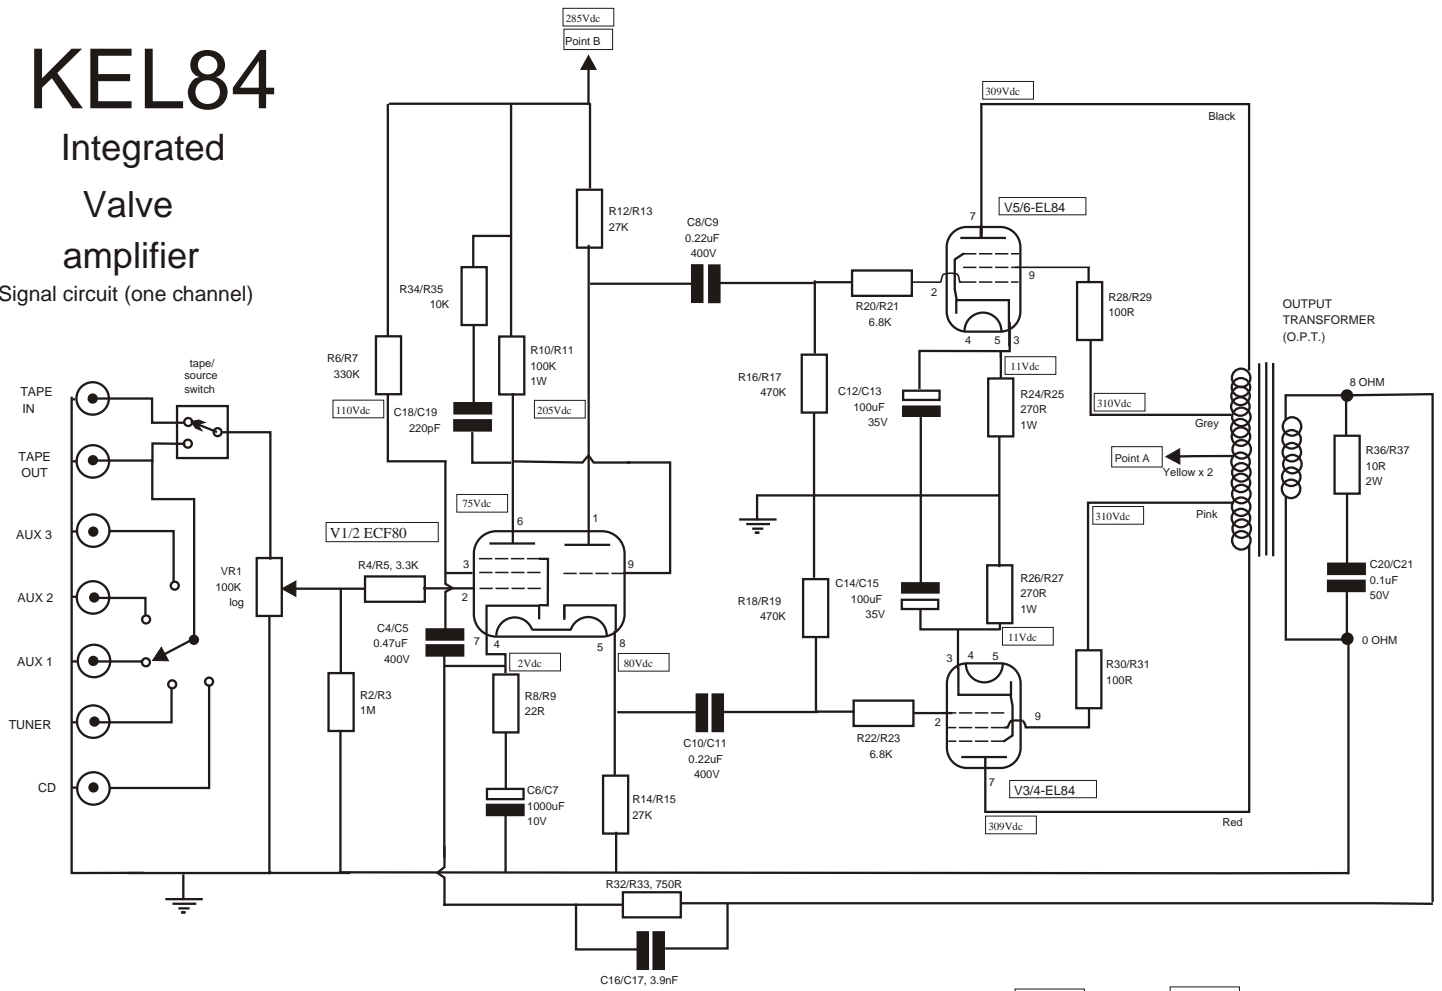 KEL84
Integrated
Valve
amplifier
Signal circuit (one channel)
285Vdc
Point B
309Vdc
Black
R12/R13
27K
C8/C9
0.22uF
400V
V5/6-EL84
7
2
9
4
5
3
R34/R35
10K
R20/R21
6.8K
R28/R29
100R
OUTPUT
TRANSFORMER
(O.P.T.)
R6/R7
330K
R10/R11
100K
1W
R16/R17
470K
C12/C13
100uF
35V
11Vdc
R24/R25
270R
1W
310Vdc
Grey
8 OHM
110Vdc
C18/C19
220pF
205Vdc
Point A
Yellow x 2
R36/R37
10R
2W
tape/
source
switch
TAPE
IN
TAPE
OUT
AUX 3
AUX 2
AUX 1
TUNER
CD
75Vdc
6
1
310Vdc
Pink
V1/2 ECF80
VR1
100K
log
R4/R5, 3.3K
3
2
9
C4/C5
0.47uF
400V
7
4
5
8
2Vdc
80Vdc
R18/R19
470K
C14/C15
100uF
35V
R26/R27
270R
1W
11Vdc
C20/C21
0.1uF
50V
0 OHM
R2/R3
1M
R8/R9
22R
C10/C11
0.22uF
400V
R22/R23
6.8K
3
4
5
2
9
7
R30/R31
100R
C6/C7
1000uF
10V
R14/R15
27K
V3/4-EL84
309Vdc
Red
R32/R33, 750R
C16/C17, 3.9nF